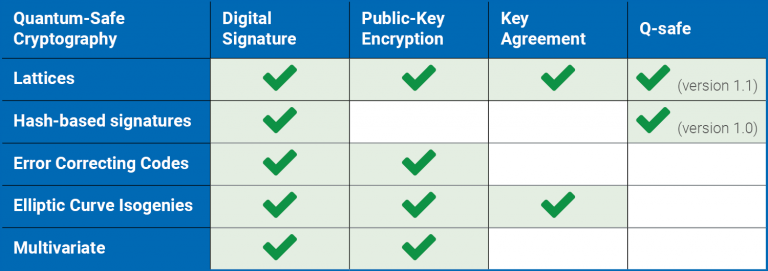 Quantum-Safe
Cryptography
Digital
Signature
Public-Key
Encryption
Key
Agreement
Q-safe
Lattices
(version 1.1)
Hash-based signatures
(version 1.0)
Error Correcting Codes
Elliptic Curve Isogenies
Multivariate